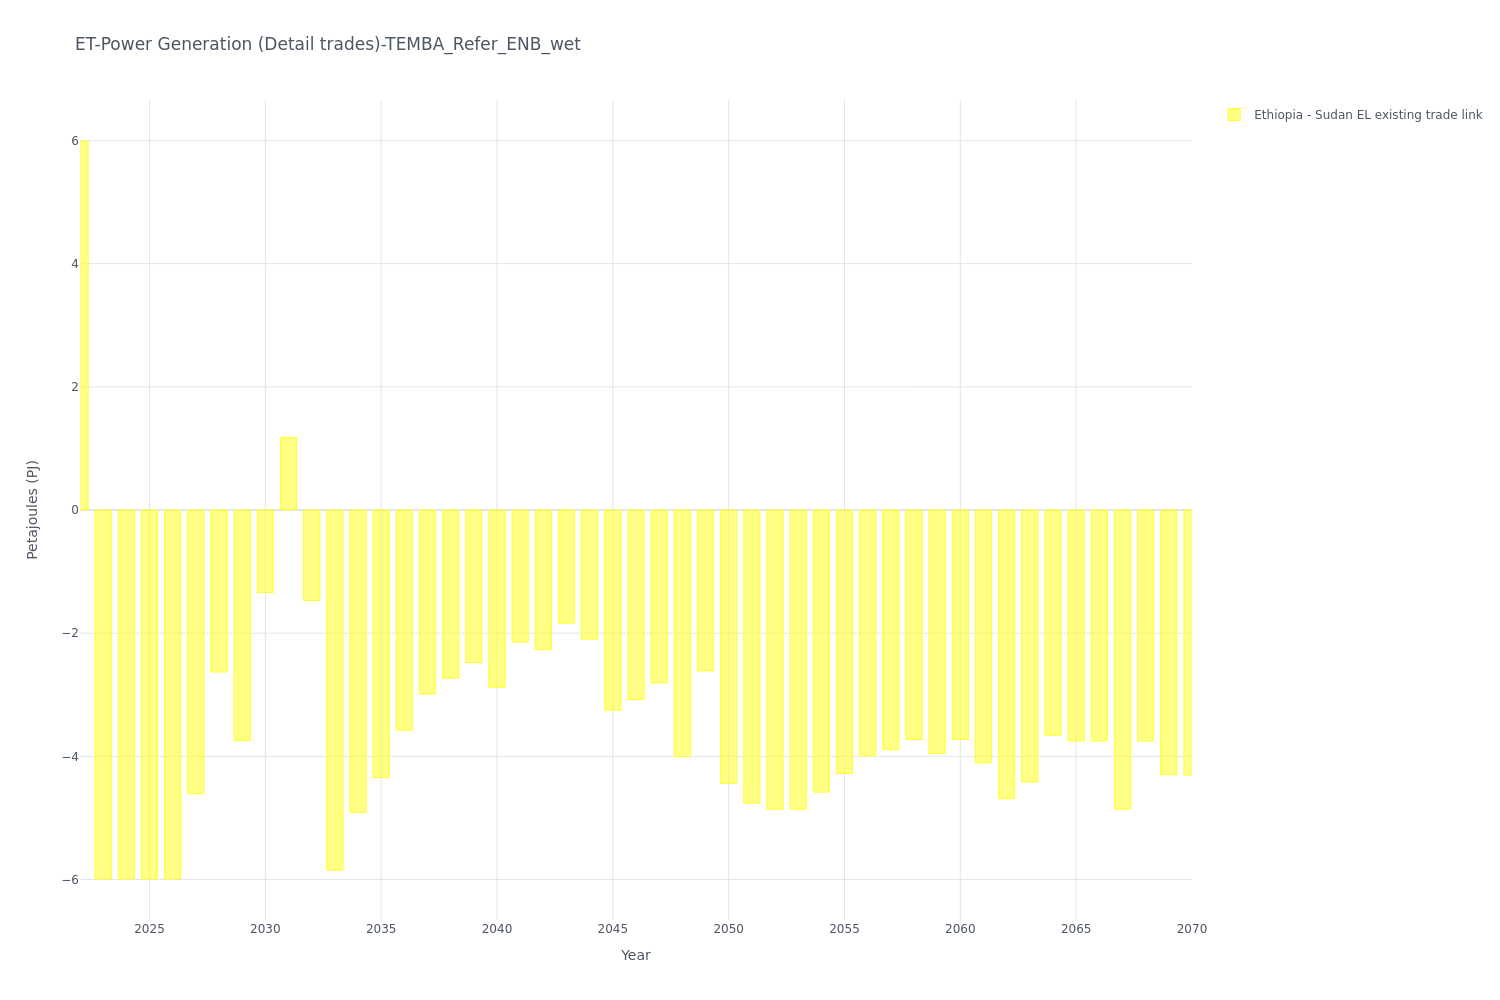 ET-Power Generation (Detail trades)-TEMBA_Refer_ENB_wet
Ethiopia - Sudan EL existing trade link
6
4
2
0
−2
−4
−6
Petajoules (PJ)
2025 2030 2035 2040 2045 2050 2055 2060 2065 2070
Year